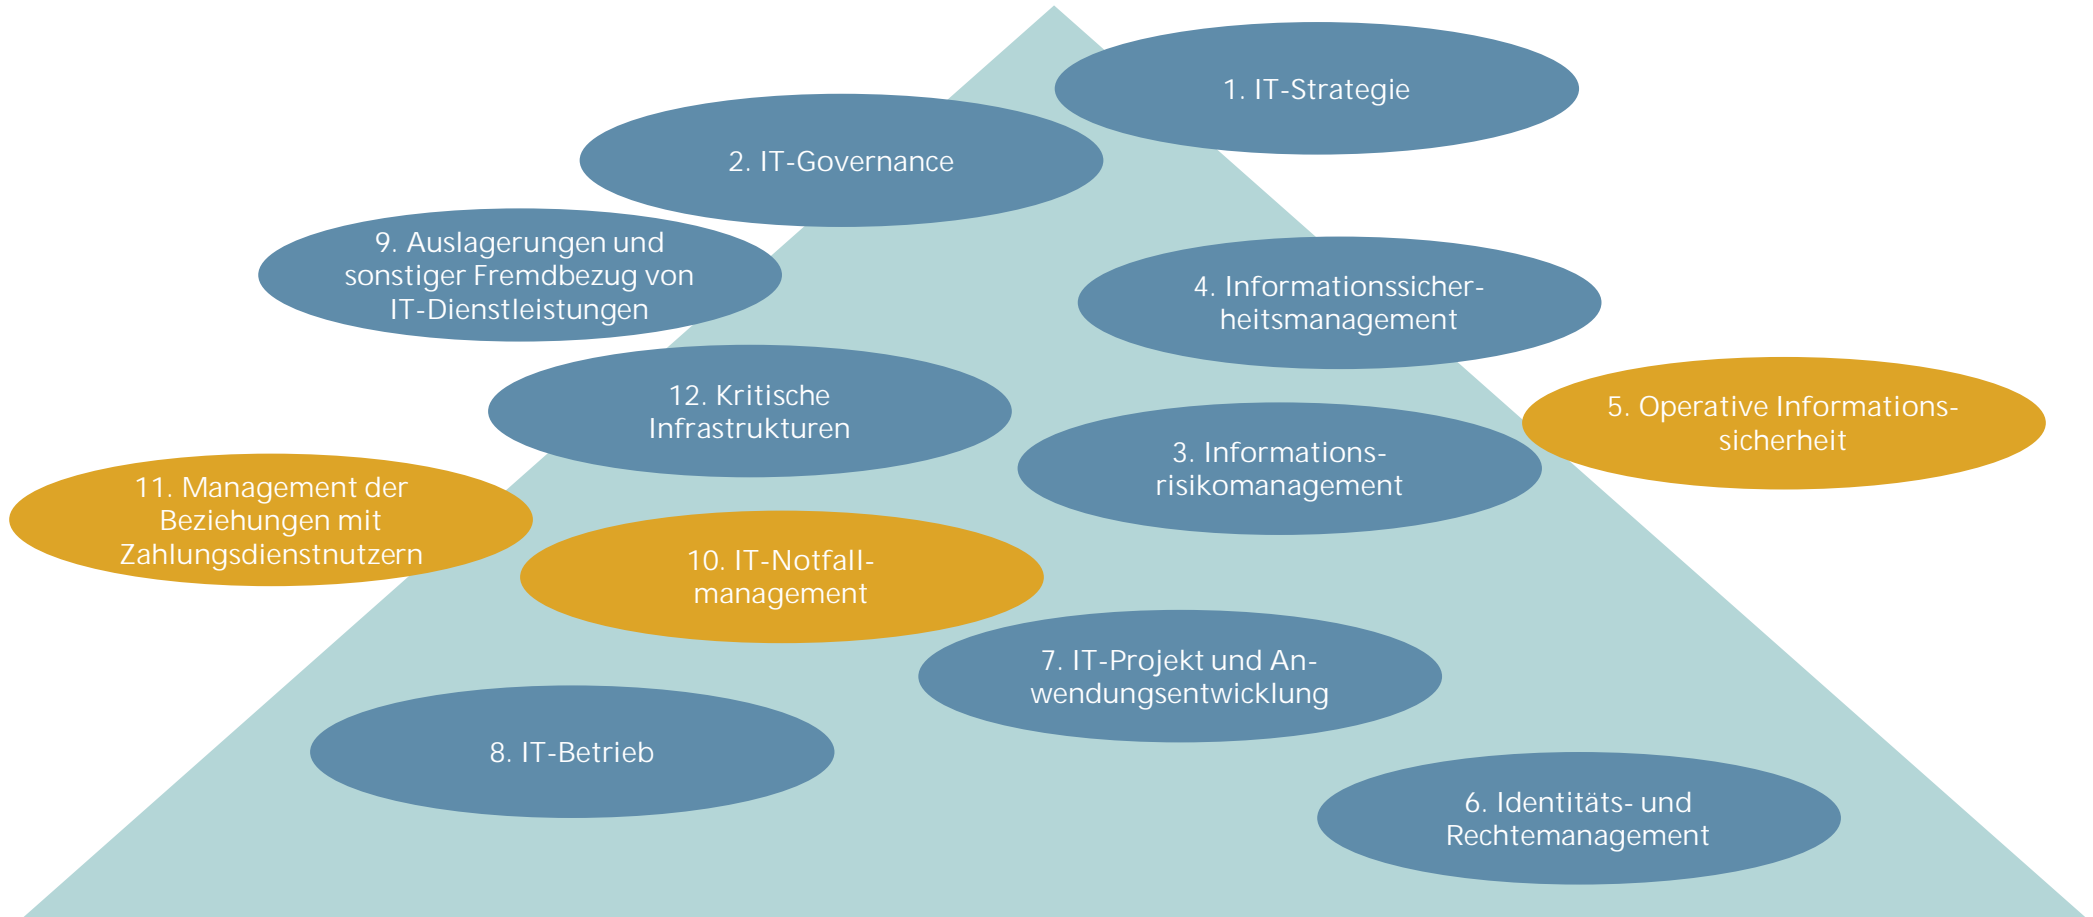 1. IT-Strategie
2. IT-Governance
9. Auslagerungen und
sonstiger Fremdbezug von
IT-Dienstleistungen
4. Informationssicher-
heitsmanagement
12. Kritische
Infrastrukturen
5. Operative Informations-
sicherheit
3. Informations-
risikomanagement
11. Management der
Beziehungen mit
Zahlungsdienstnutzern
10. IT-Notfall-
management
7. IT-Projekt und An-
wendungsentwicklung
8. IT-Betrieb
6. Identitäts- und
Rechtemanagement